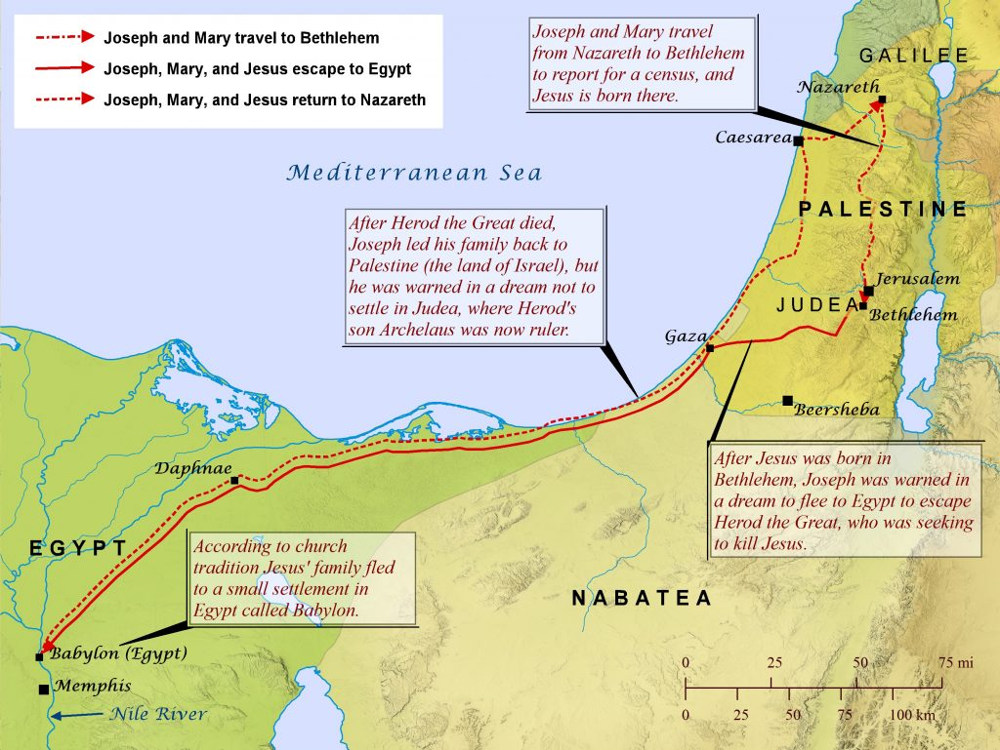 Joseph and Mary travel to Bethlehem
Joseph, Mary, and Jesus escape to Egypt
Joseph, Mary, and Jesus return to Nazareth
Joseph and Mary travel
from Nazareth to Bethlehem
to report for a census, and
Jesus is born there.
GALILEE
Nazareth
Caesarea
Mediterranean Sea
PALESTINE
After Herod the Great died,
Joseph led his family back to
Palestine (the land of Israel), but
he was warned in a dream not to
settle in Judea, where Herod's
son Archelaus was now ruler.
Jerusalem
JUDEA
Bethlehem
Gaza
Beersheba
After Jesus was born in
Bethlehem, Joseph was warned in
a dream to flee to Egypt to escape
Herod the Great, who was seeking
to kill Jesus.
Daphnae
EGYPT
According to church
tradition Jesus' family fled
to a small settlement in
Egypt called Babylon.
NABATEA
Babylon (Egypt)
Memphis
Nile River
0 25 50 75 mi
0 25 50 75 100 km